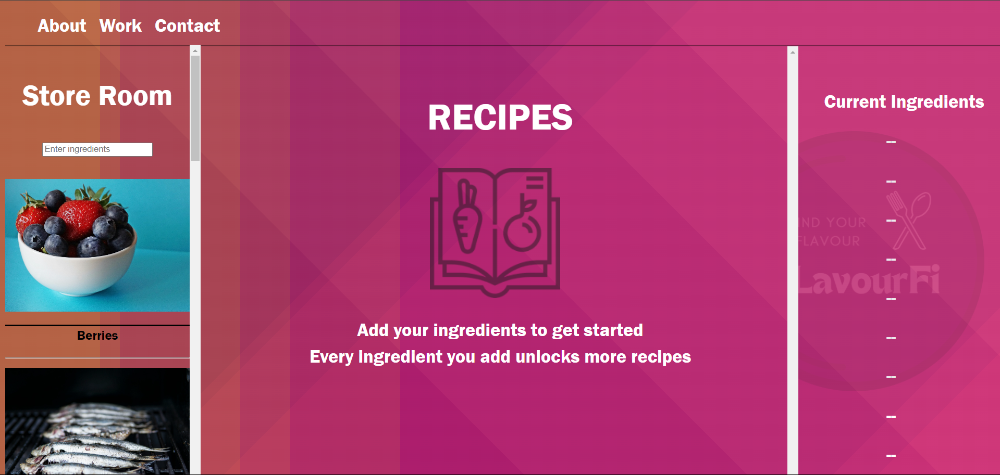 About Work Contact
Store Room
Enter ingredients
Berries
RECIPES
Add your ingredients to get started
Every ingredient you add unlocks more recipes
Current Ingredients
--
--
--
--
--
--
--
--
--
IND YOUR
FLAVOUR
LavourFi